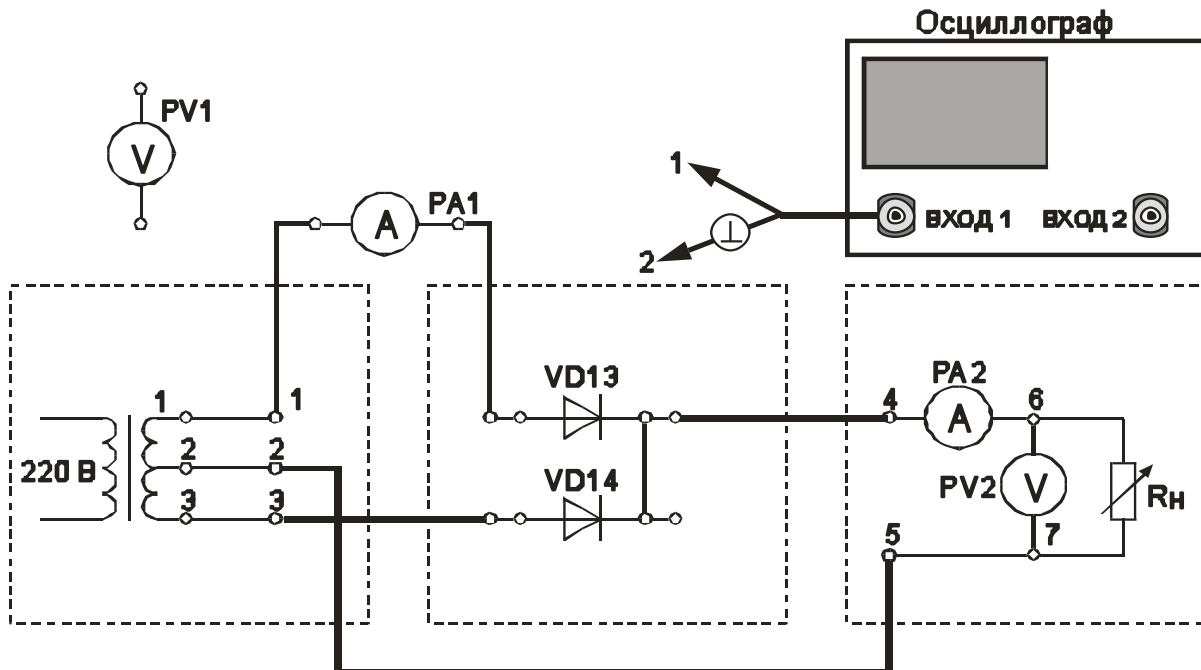 Осциллограф
PV1
V
1
PA1
A
ВХОД 1
ВХОД 2
2
VD13
PA2
1
1
4
A
6
220 В
2
2
VD14
PV2
V
RН
3
3
5
7